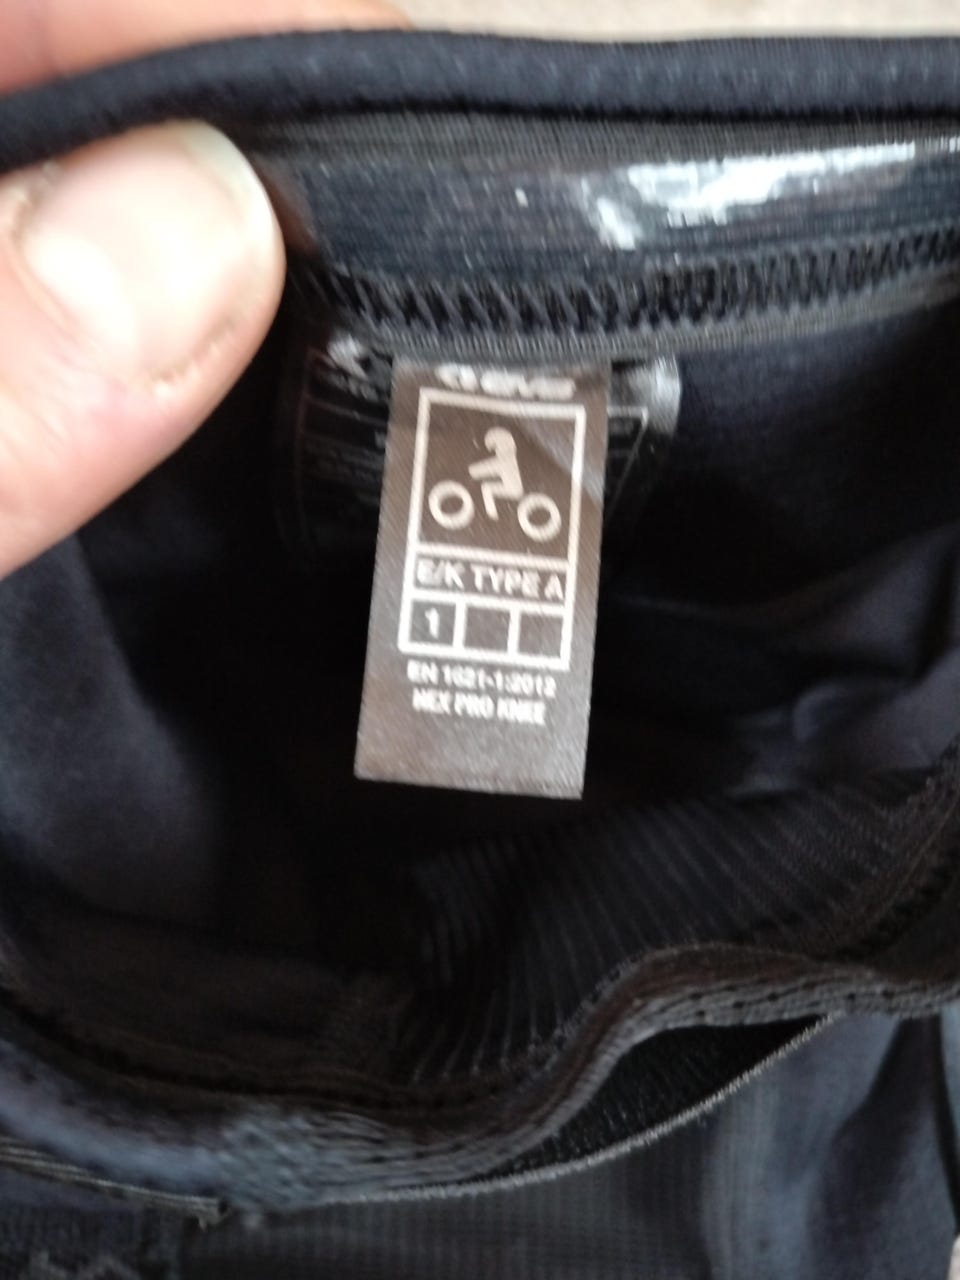 E/K TYPE A
1
EN 1621-1:2012
HEX PRO KNEE